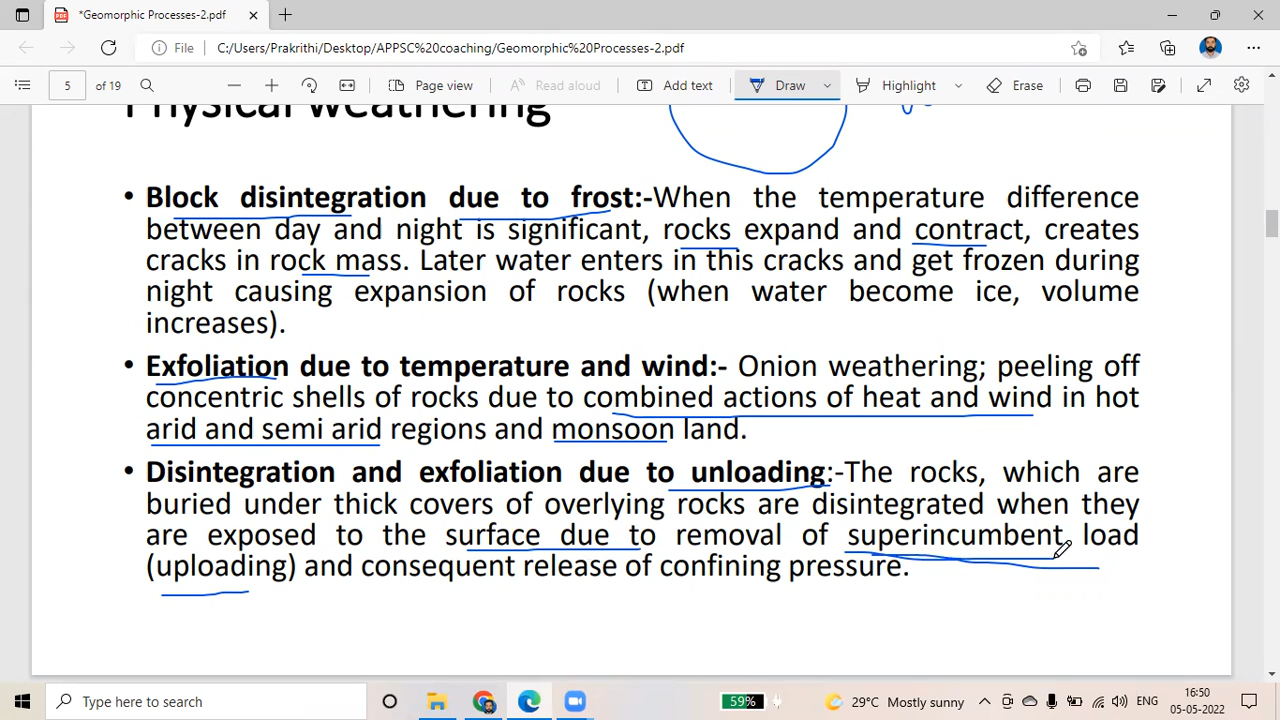 *Geomorphic Processes-2.pdf
File C:/Users/Prakrithi/Desktop/APPSC%20coaching/Geomorphic%20Processes-2.pdf
5 of 19 Page view Read aloud Add text Draw Highlight Erase
Physical weathering
• Block disintegration due to frost:-When the temperature difference
between day and night is significant, rocks expand and contract, creates
cracks in rock mass. Later water enters in this cracks and get frozen during
night causing expansion of rocks (when water become ice, volume
increases).
• Exfoliation due to temperature and wind:- Onion weathering; peeling off
concentric shells of rocks due to combined actions of heat and wind in hot
arid and semi arid regions and monsoon land.
• Disintegration and exfoliation due to unloading:-The rocks, which are
buried under thick covers of overlying rocks are disintegrated when they
are exposed to the surface due to removal of superincumbent load
(uploading) and consequent release of confining pressure.
Type here to search 59% 29°C Mostly sunny ENG 16:50
05-05-2022